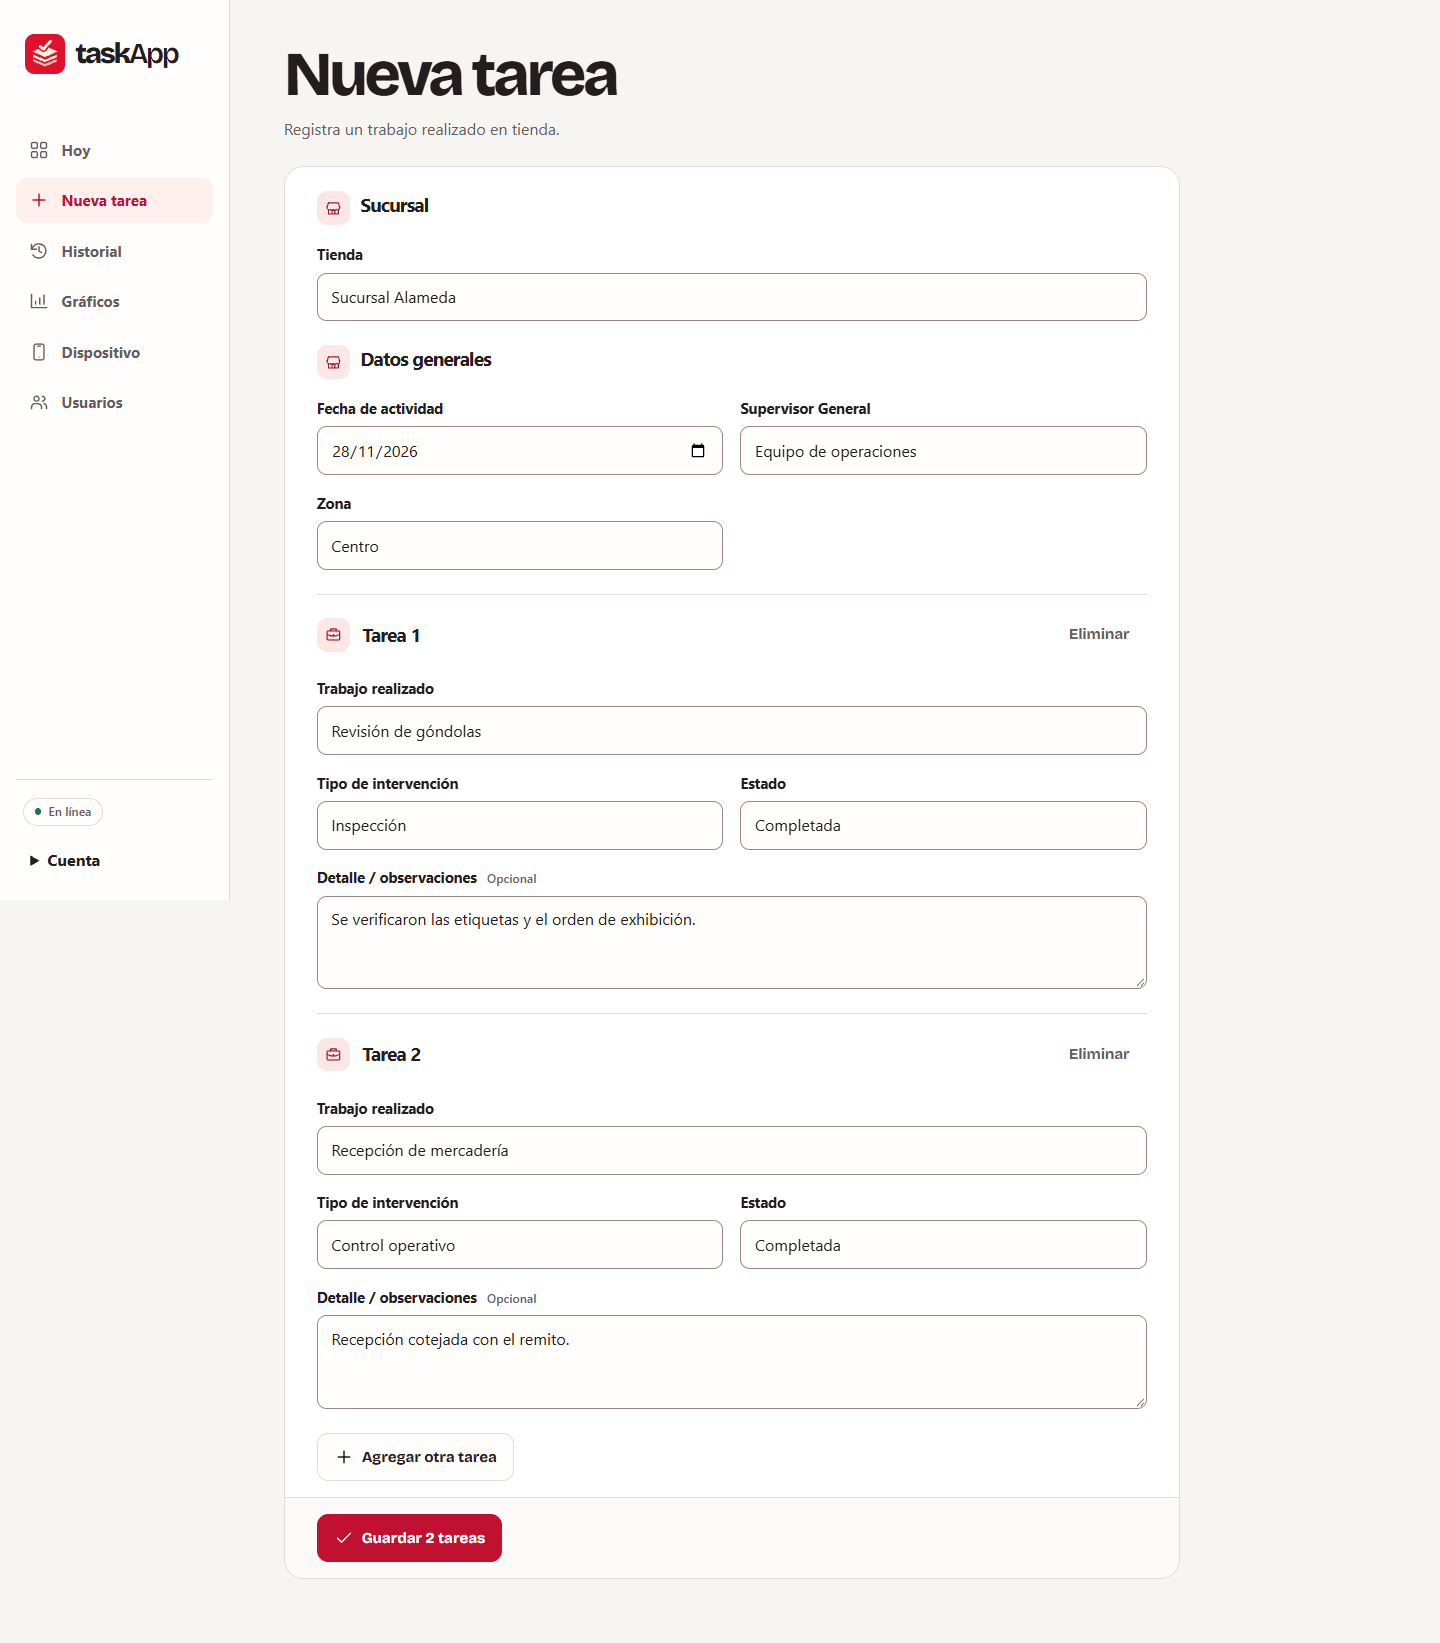 taskApp
Hoy
Nueva tarea
Historial
Gráficos
Dispositivo
Usuarios
En línea
Cuenta
Nueva tarea
Registra un trabajo realizado en tienda.
Sucursal
Tienda
Sucursal Alameda
Datos generales
Fecha de actividad
28/11/2026
Supervisor General
Equipo de operaciones
Zona
Centro
Tarea 1
Eliminar
Trabajo realizado
Revisión de góndolas
Tipo de intervención
Inspección
Estado
Completada
Detalle / observaciones Opcional
Se verificaron las etiquetas y el orden de exhibición.
Tarea 2
Eliminar
Trabajo realizado
Recepción de mercadería
Tipo de intervención
Control operativo
Estado
Completada
Detalle / observaciones Opcional
Recepción cotejada con el remito.
Agregar otra tarea
Guardar 2 tareas